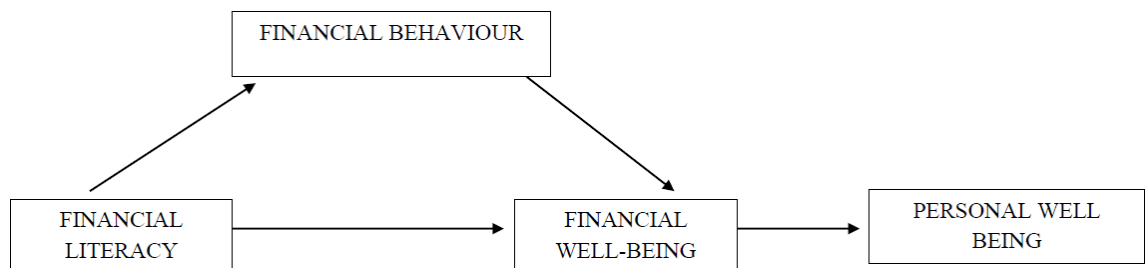 FINANCIAL BEHAVIOUR
FINANCIAL
LITERACY
FINANCIAL
WELL-BEING
PERSONAL WELL
BEING